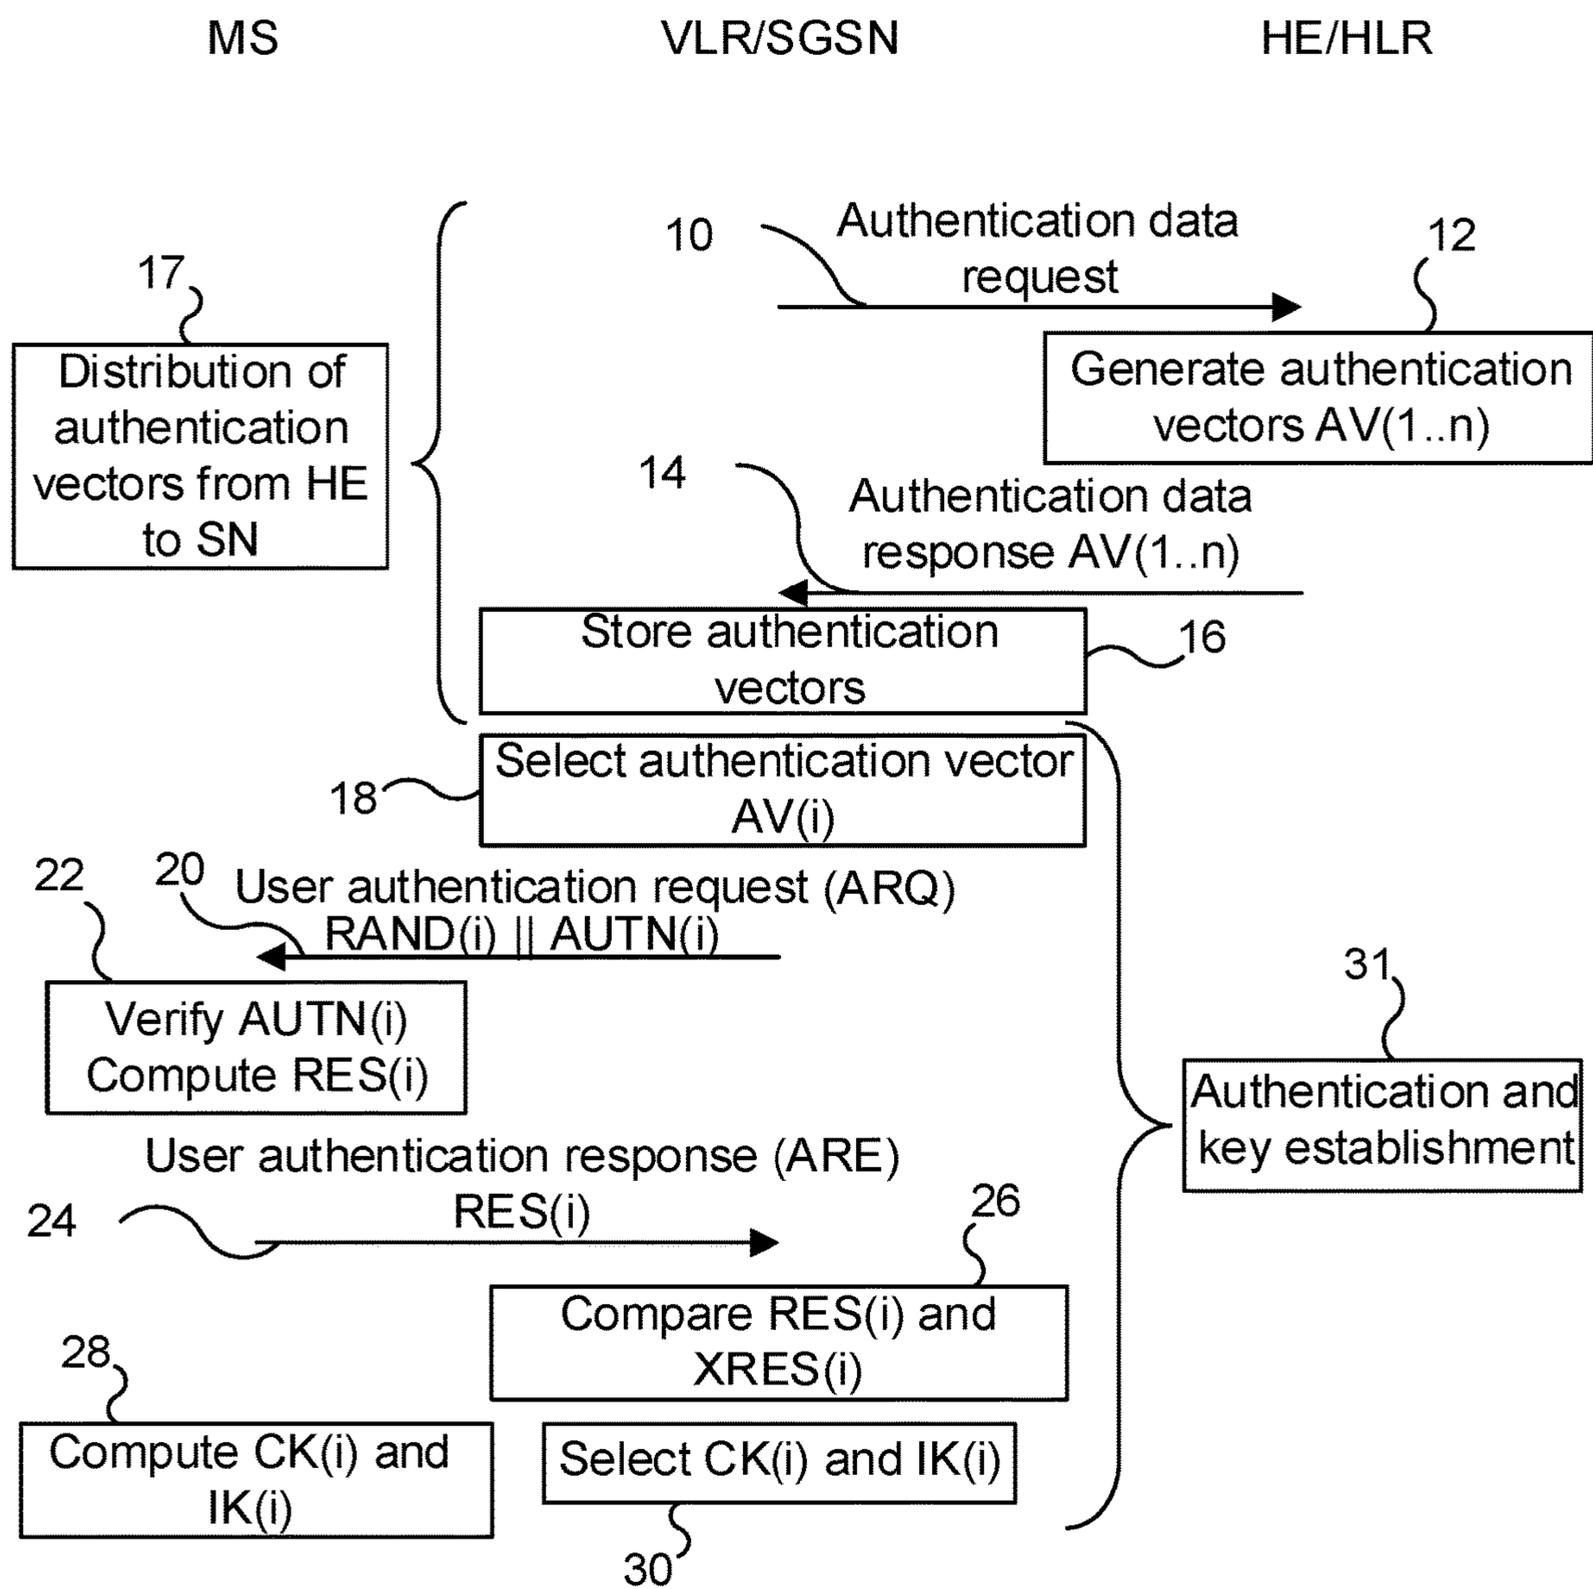 MS
VLR/SGSN
HE/HLR
10
Authentication data
request
12
17
Distribution of
authentication
vectors from HE
to SN
Generate authentication
vectors AV(1..n)
14
Authentication data
response AV(1..n)
Store authentication
vectors
16
Select authentication vector
AV(i)
18
22
20
User authentication request (ARQ)
RAND(i) || AUTN(i)
Verify AUTN(i)
Compute RES(i)
31
Authentication and
key establishment
User authentication response (ARE)
RES(i)
24
26
Compare RES(i) and
XRES(i)
28
Compute CK(i) and
IK(i)
Select CK(i) and IK(i)
30